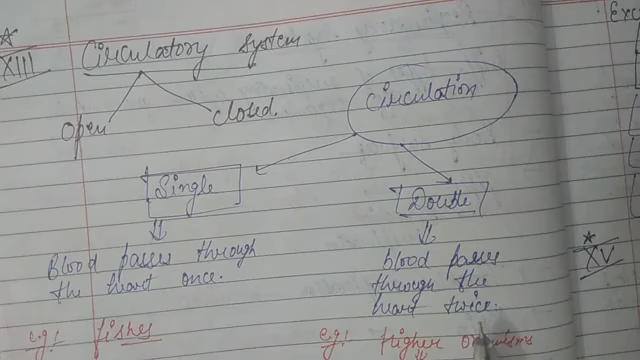 XIII
Circulatory system
Open
closed.
Circulation
Single
Double
Blood passes through
the heart once.
blood passes
through the
heart twice.
e.g! fishes
e.g! Higher organisms
XV